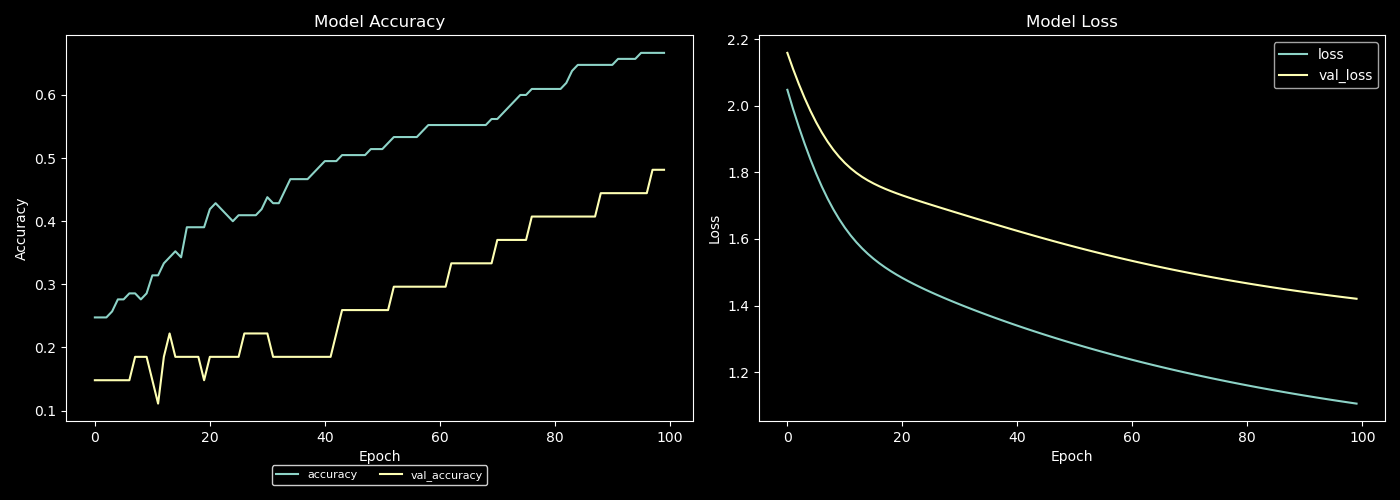 Model Accuracy
Accuracy
0.6
0.5
0.4
0.3
0.2
0.1
0 20 40 60 80 100
Epoch
accuracy val_accuracy
Model Loss
Loss
2.2
2.0
1.8
1.6
1.4
1.2
loss
val_loss
0 20 40 60 80 100
Epoch